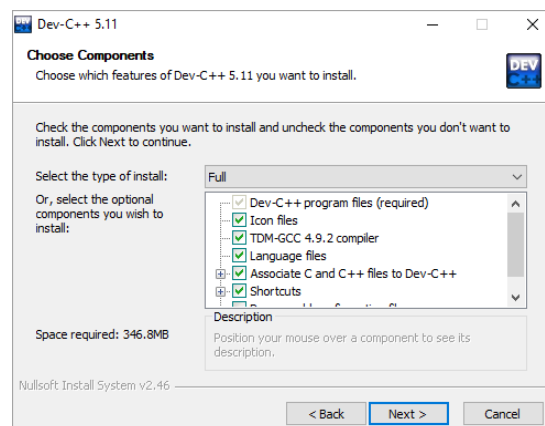 Dev-C++ 5.11
Choose Components
Choose which features of Dev-C++ 5.11 you want to install.
DEV
C++
Check the components you want to install and uncheck the components you don't want to
install. Click Next to continue.
Select the type of install:
Full
Or, select the optional
components you wish to
install:
Dev-C++ program files (required)
Icon files
TDM-GCC 4.9.2 compiler
Language files
Associate C and C++ files to Dev-C++
Shortcuts
Space required: 346.8MB
Description
Position your mouse over a component to see its
description.
Nullsoft Install System v2.46
< Back
Next >
Cancel